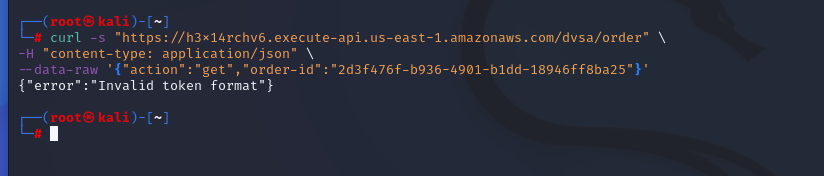 ┌──(root㉿kali)-[~]
└─# curl -s "https://h3×14rchv6.execute-api.us-east-1.amazonaws.com/dvsa/order" \
-H "content-type: application/json" \
--data-raw '{"action":"get","order-id":"2d3f476f-b936-4901-b1dd-18946ff8ba25"}'
{"error":"Invalid token format"}
┌──(root㉿kali)-[~]
└─#